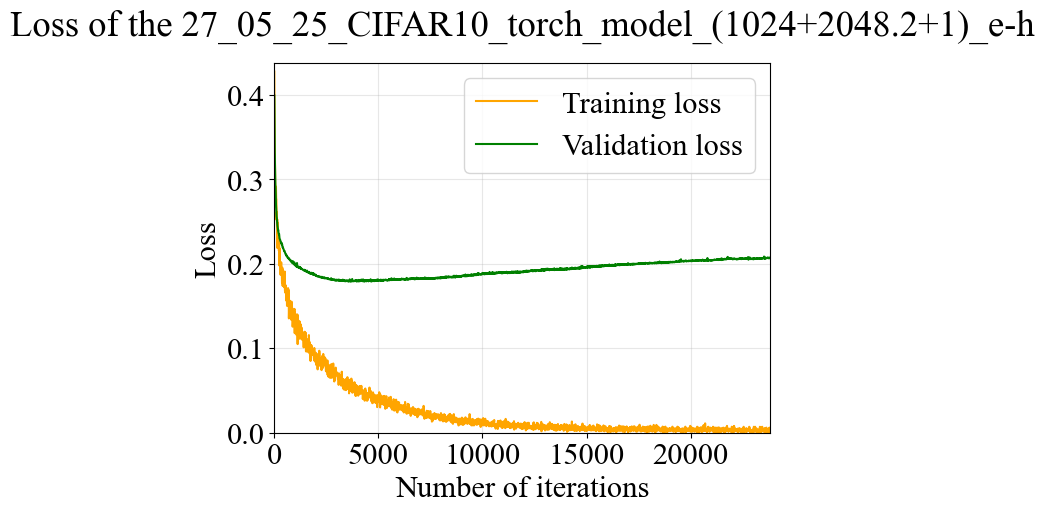 Loss of the 27_05_25_CIFAR10_torch_model_(1024+2048.2+1)_e-h
Training loss
Validation loss
Loss
0.4
0.3
0.2
0.1
0.0
0 5000 10000 15000 20000
Number of iterations